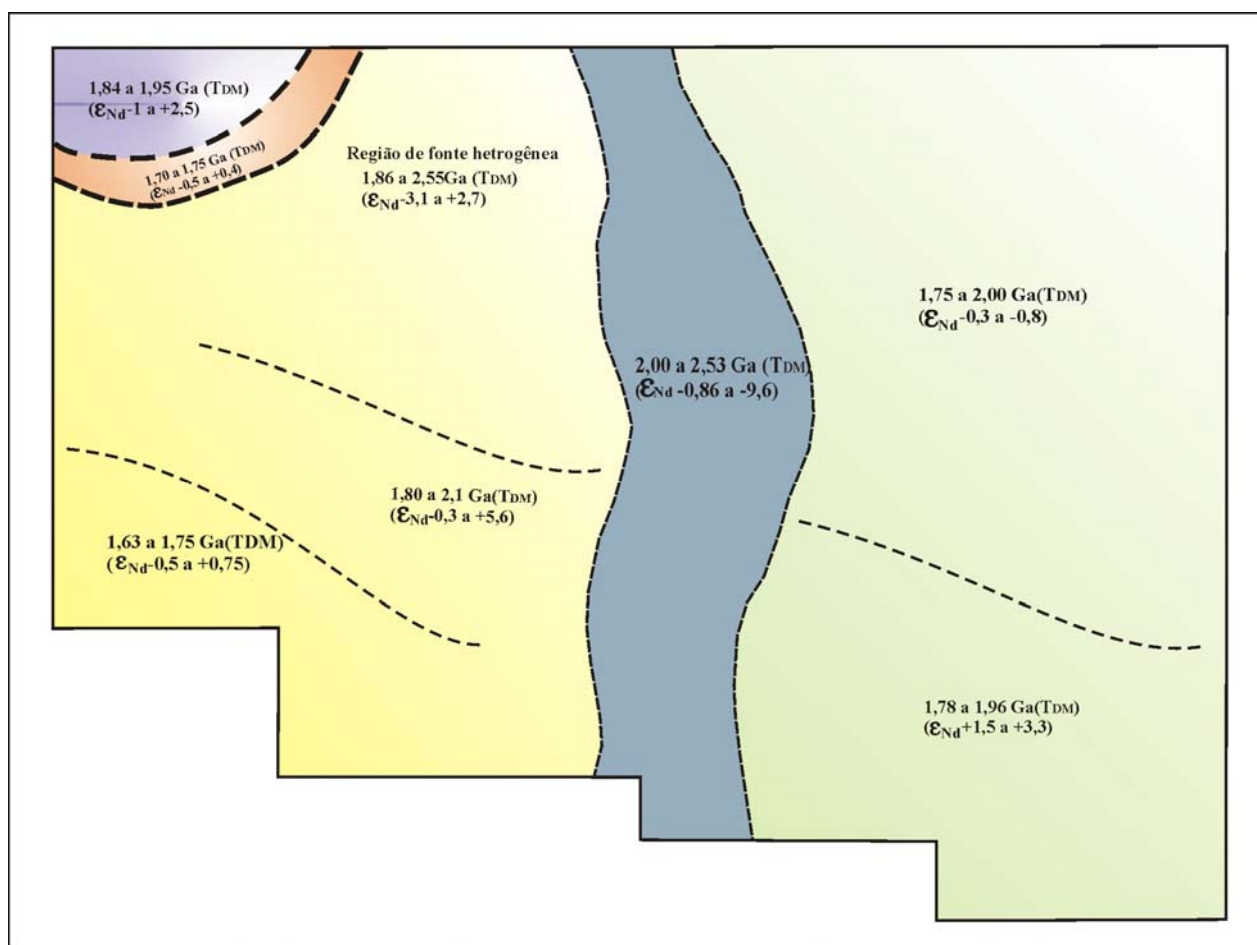 1,84 a 1,95 Ga (TDM)
(εNd-1 a +2,5)
1,70 a 1,75 Ga (TDM)
(εNd -0,5 a +0,4)
Região de fonte hetrogênea
1,86 a 2,55Ga (TDM)
(εNd-3,1 a +2,7)
1,75 a 2,00 Ga(TDM)
(εNd-0,3 a -0,8)
2,00 a 2,53 Ga (TDM)
(εNd -0,86 a -9,6)
1,80 a 2,1 Ga(TDM)
(εNd-0,3 a +5,6)
1,63 a 1,75 Ga(TDM)
(εNd-0,5 a +0,75)
1,78 a 1,96 Ga(TDM)
(εNd+1,5 a +3,3)